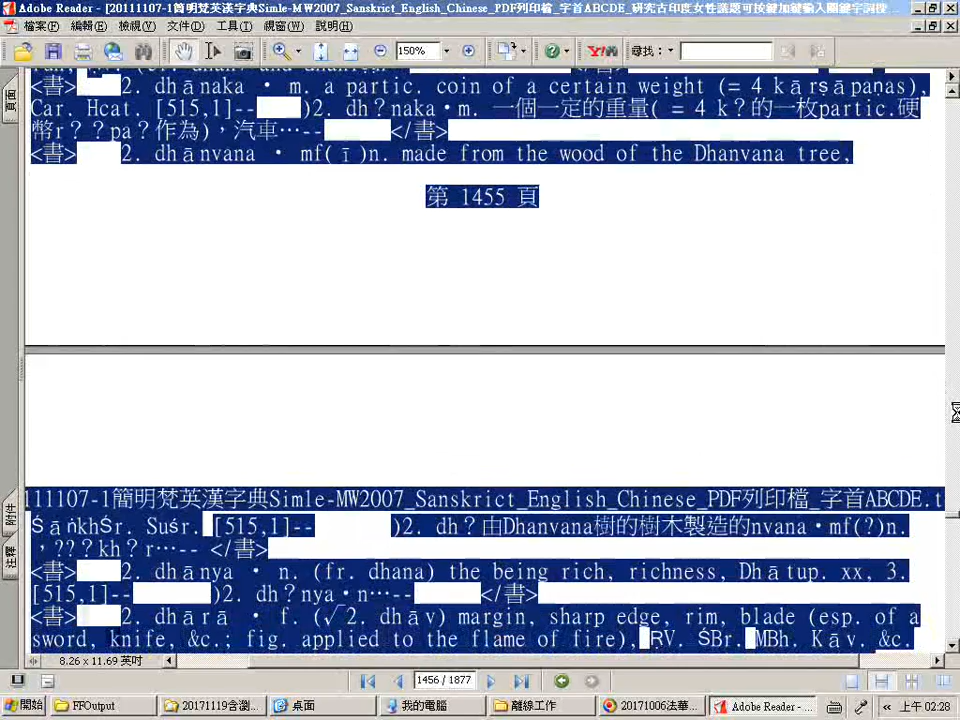 Adobe Reader - [20111107-1簡明梵英漢字典Simle-MW2007_Sanskrict_English_Chinese_PDF列印檔_字首ABCDE_研究古印度女性議題可按鍵加鍵輸入關鍵字詞搜
檔案(F) 編輯(E) 檢視(V) 文件(D) 工具(T) 視窗(W) 說明(H)
150% 尋找:
頁面
<書> 2. dhānaka · m. a partic. coin of a certain weight (= 4 kārṣāpaṇas),
Car. Hcat. [515,1]-- )2. dh？naka·m. 一個一定的重量( = 4 k？的一枚partic.硬
幣r？？pa？作為)，汽車…-- </書>
<書> 2. dhānvana · mf(ī)n. made from the wood of the Dhanvana tree,
第 1455 頁
111107-1簡明梵英漢字典Simle-MW2007_Sanskrict_English_Chinese_PDF列印檔_字首ABCDE.t
ŚāṅkhŚr. Suśr. [515,1]-- )2. dh？由Dhanvana樹的樹木製造的nvana·mf(?)n.
，??？kh？r…-- </書>
<書> 2. dhānya · n. (fr. dhana) the being rich, richness, Dhātup. xx, 3.
[515,1]-- )2. dh？nya·n…-- </書>
<書> 2. dhārā · f. (√2. dhāv) margin, sharp edge, rim, blade (esp. of a
sword, knife, &c.; fig. applied to the flame of fire), RV. ŚBr. MBh. Kāv. &c.
附件
注釋
8.26 x 11.69 英吋
1456 / 1877
開始 FFOutput 20171119含瀏... 桌面 我的電腦 離線工作 20171006法華... Adobe Reader - ... 上午 02:28